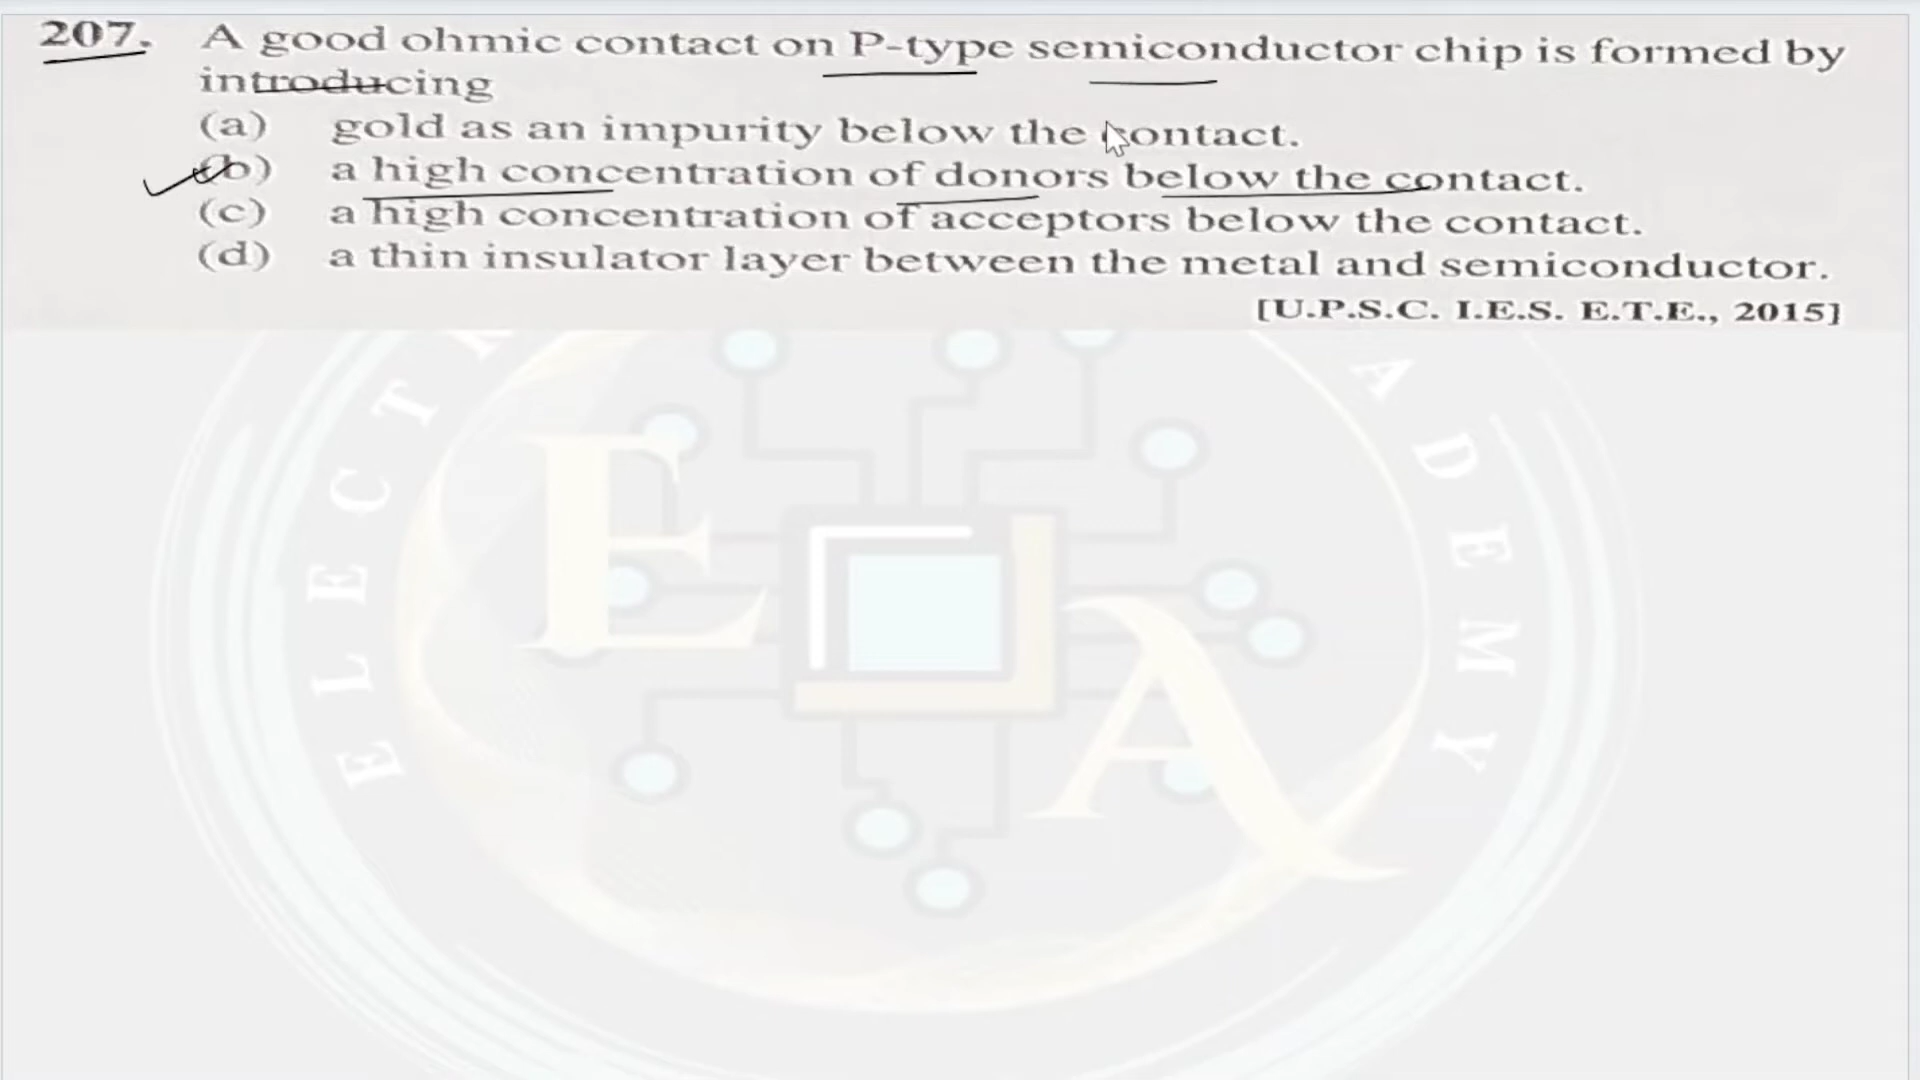 207. A good ohmic contact on P-type semiconductor chip is formed by
introducing
(a) gold as an impurity below the contact.
(b) a high concentration of donors below the contact.
(c) a high concentration of acceptors below the contact.
(d) a thin insulator layer between the metal and semiconductor.
[U.P.S.C. I.E.S. E.T.E., 2015]
E L E C T
A D E M Y
E A